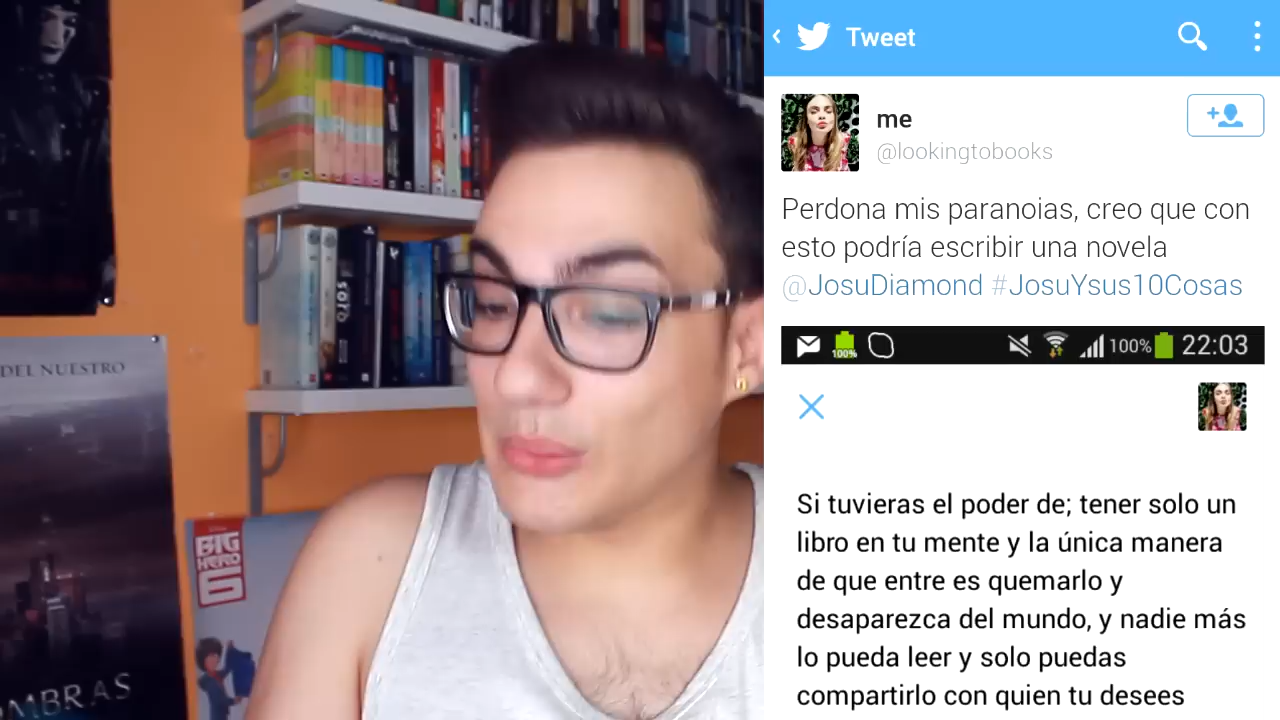 DEL NUESTRO
MBRAS
BIG
HERO
6
SOTO
Tweet
me
@lookingtobooks
Perdona mis paranoias, creo que con
esto podría escribir una novela
@JosuDiamond #JosuYsus10Cosas
100%
100%
22:03
Si tuvieras el poder de; tener solo un
libro en tu mente y la única manera
de que entre es quemarlo y
desaparezca del mundo, y nadie más
lo pueda leer y solo puedas
compartirlo con quien tu desees